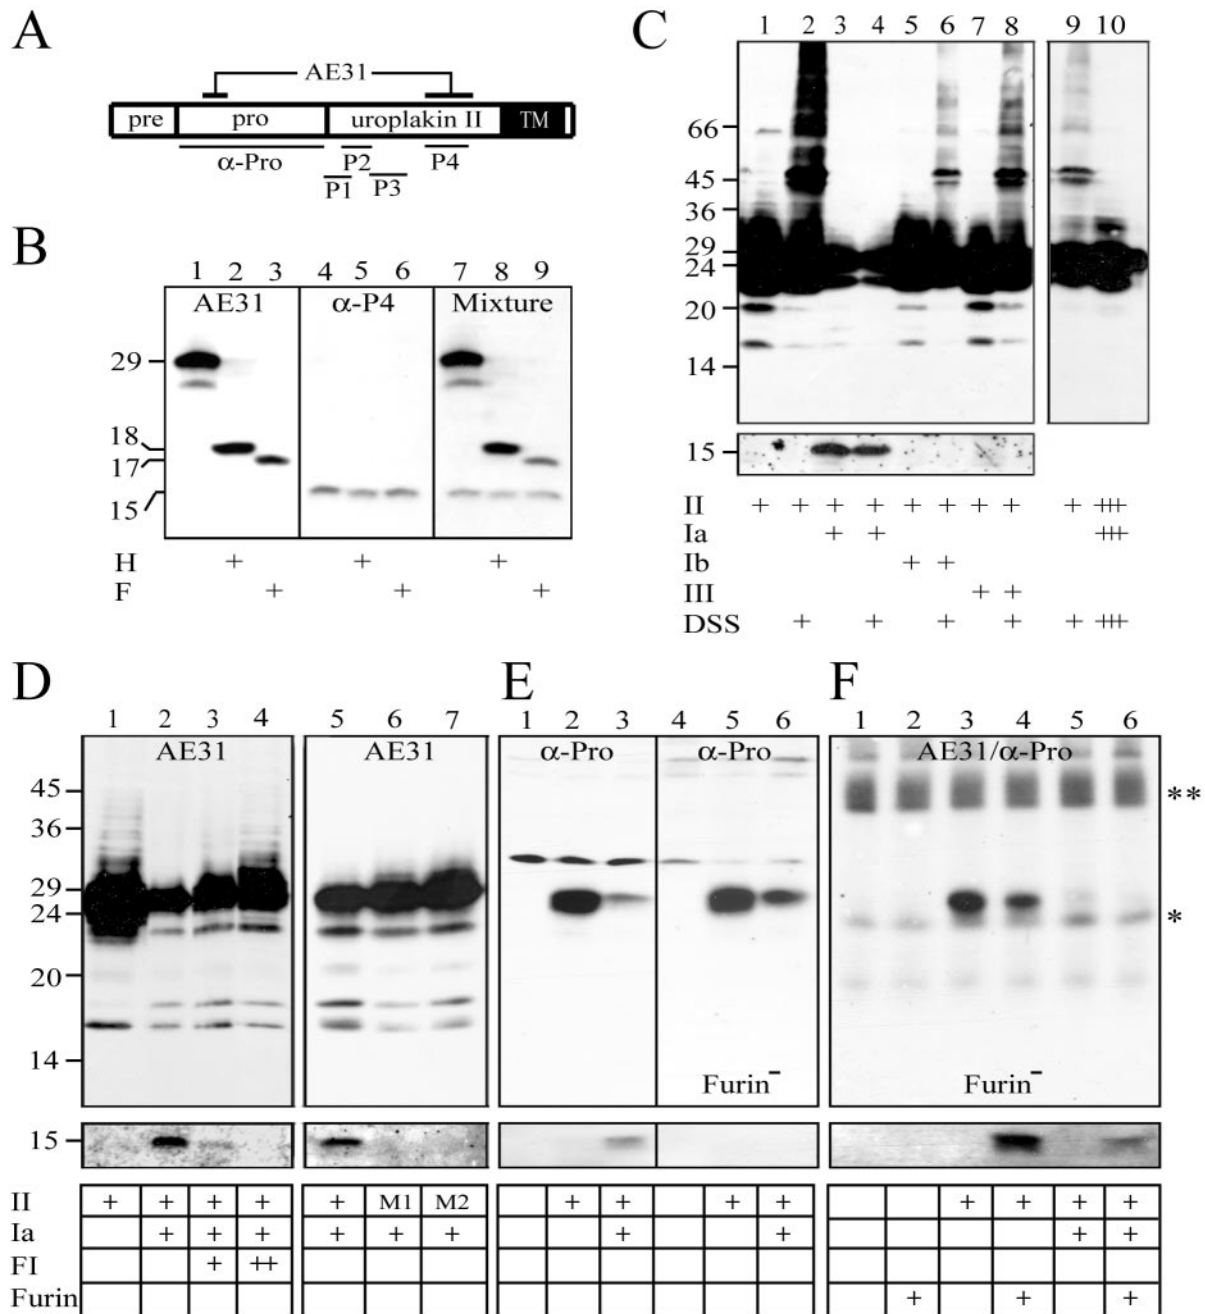 A
AE31
pre pro uroplakin II TM
α-Pro P2 P4
P1 P3
B
1 2 3 4 5 6 7 8 9
AE31 α-P4 Mixture
29
18
17
15
H + + +
F + + +
C
1 2 3 4 5 6 7 8 9 10
66
45
36
29
24
20
14
15
II + + + + + + + + + +++
Ia + + +++
Ib + +
III + +
DSS + + + + + +++
D
1 2 3 4 5 6 7
AE31 AE31
45
36
29
24
20
14
15
II + + + + + M1 M2
Ia + + + + + +
FI + ++
Furin
E
1 2 3 4 5 6
α-Pro α-Pro
Furin⁻
+ + + +
+ +
F
1 2 3 4 5 6
AE31/α-Pro
**
*
Furin⁻
+ + + +
+ +
+ + +